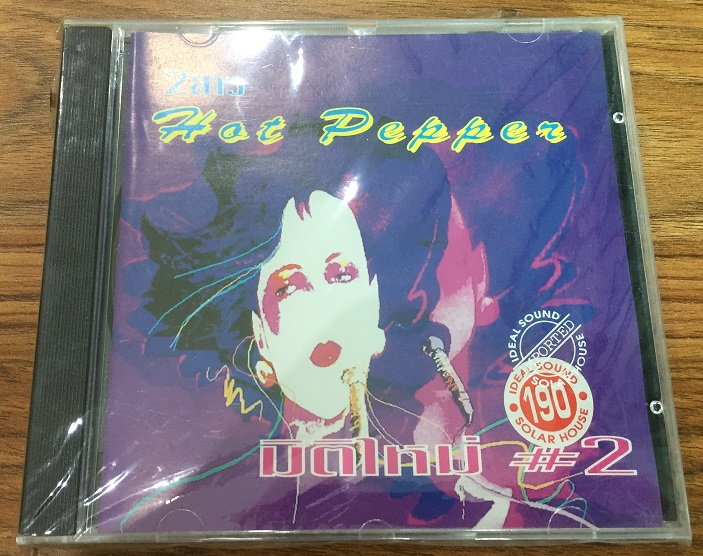 2สาว
Hot Pepper
IDEAL SOUND
IMPORTED
HOUSE
IDEAL SOUND
190
SOLAR HOUSE
มิติใหม่ #2